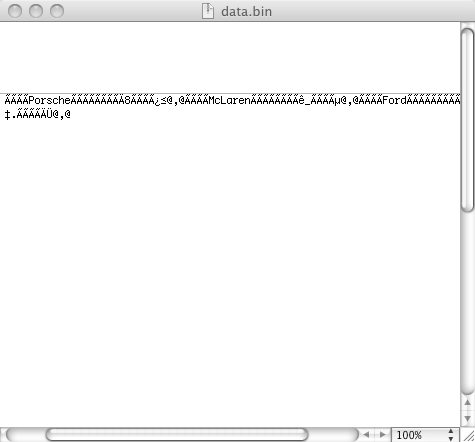 data.bin
ÃÃÃÃPorscheÃÃÃÃÃÃÃÃÃ8ÃÃÃÃ¿≤@,@ÃÃÃÃMcLarenÃÃÃÃÃÃÃÃê_ÃÃÃÃµ@,@ÃÃÃÃFordÃÃÃÃÃÃÃÃÃ
‡.ÃÃÃÃÃÜ@,@
100%